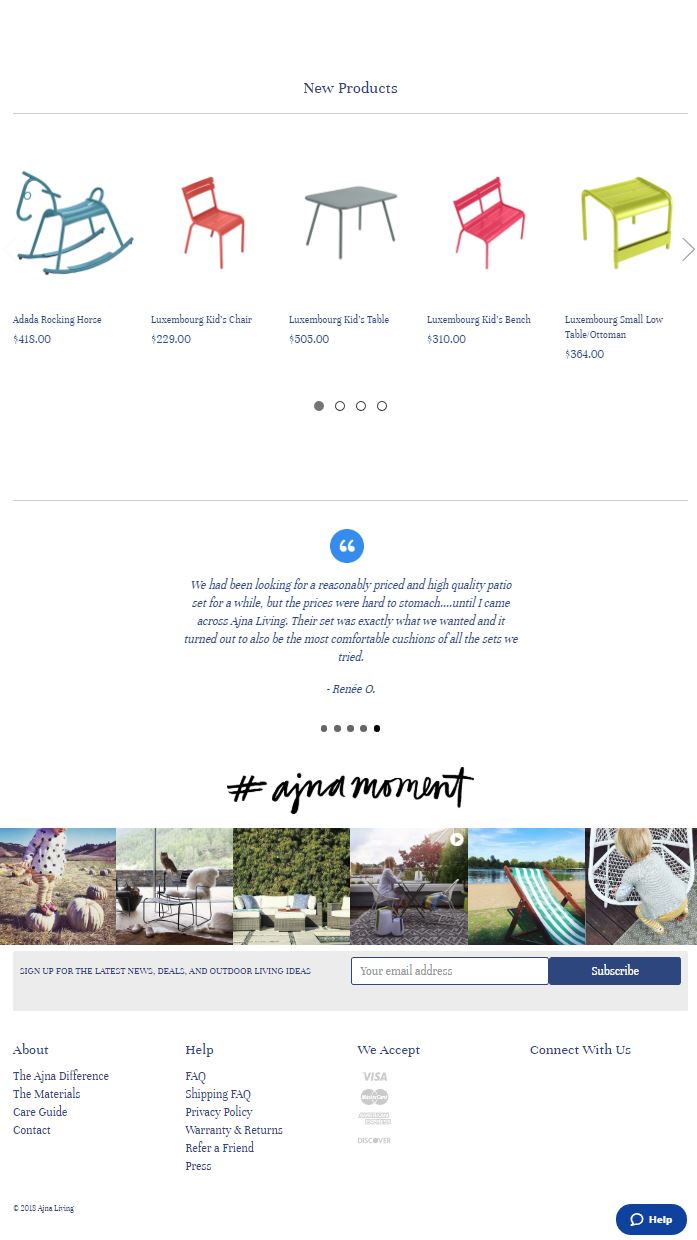 New Products
Adada Rocking Horse
$418.00
Luxembourg Kid's Chair
$229.00
Luxembourg Kid's Table
$505.00
Luxembourg Kid's Bench
$310.00
Luxembourg Small Low
Table/Ottoman
$364.00
We had been looking for a reasonably priced and high quality patio
set for a while, but the prices were hard to stomach....until I came
across Ajna Living. Their set was exactly what we wanted and it
turned out to also be the most comfortable cushions of all the sets we
tried.
- Renée O.
# ajna moment
SIGN UP FOR THE LATEST NEWS, DEALS, AND OUTDOOR LIVING IDEAS
Your email address
Subscribe
About
The Ajna Difference
The Materials
Care Guide
Contact
Help
FAQ
Shipping FAQ
Privacy Policy
Warranty & Returns
Refer a Friend
Press
We Accept
VISA
MasterCard
AMERICAN
EXPRESS
DISCOVER
Connect With Us
© 2018 Ajna Living
Help